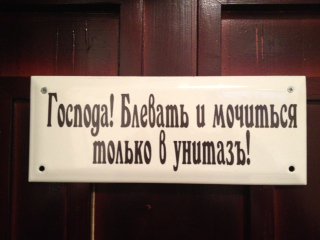 Господа! Блевать и мочиться
только в унитазъ!